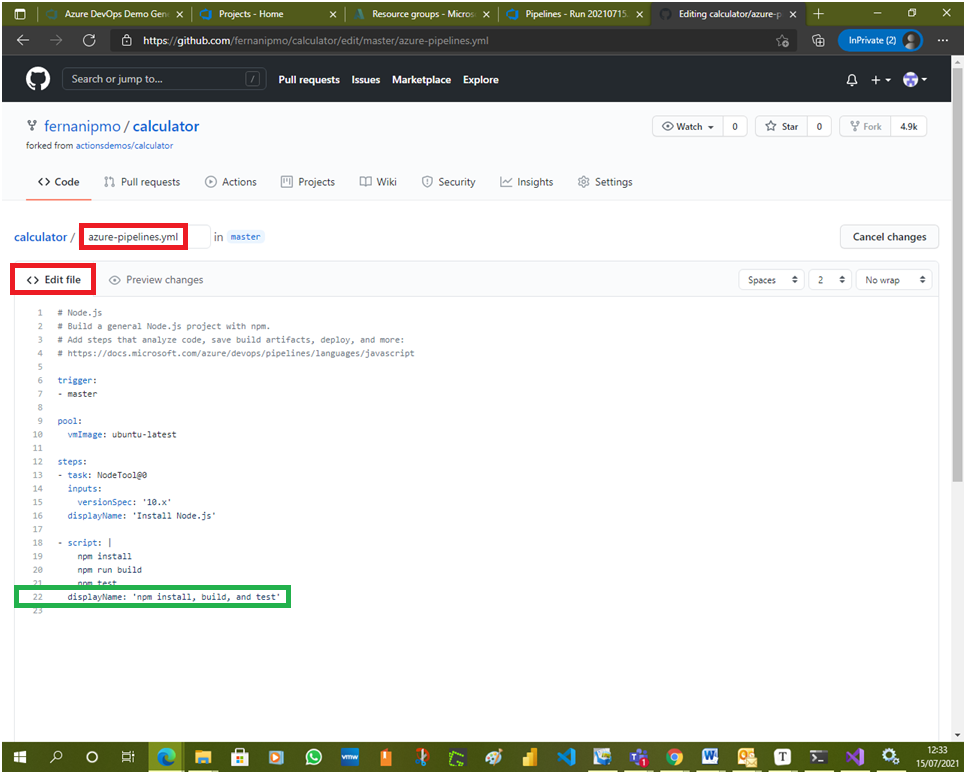 Azure DevOps Demo Gen
Projects - Home
Resource groups - Micros
Pipelines - Run 20210715.
Editing calculator/azure-p
https://github.com/fernanipmo/calculator/edit/master/azure-pipelines.yml
InPrivate (2)
Search or jump to...
/
Pull requests
Issues
Marketplace
Explore
fernanipmo / calculator
Watch
0
Star
0
Fork
4.9k
forked from actionsdemos/calculator
<> Code
Pull requests
Actions
Projects
Wiki
Security
Insights
Settings
calculator / azure-pipelines.yml in master
Cancel changes
<> Edit file
Preview changes
Spaces
2
No wrap
1 # Node.js
2 # Build a general Node.js project with npm.
3 # Add steps that analyze code, save build artifacts, deploy, and more:
4 # https://docs.microsoft.com/azure/devops/pipelines/languages/javascript
5
6 trigger:
7 - master
8
9 pool:
10 vmImage: ubuntu-latest
11
12 steps:
13 - task: NodeTool@0
14 inputs:
15 versionSpec: '10.x'
16 displayName: 'Install Node.js'
17
18 - script: |
19 npm install
20 npm run build
21 npm test
22 displayName: 'npm install, build, and test'
23
vmw
T
1
W
12:33
15/07/2021